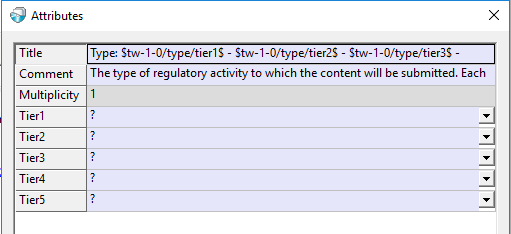 Attributes
Title Type: $tw-1-0/type/tier1$ - $tw-1-0/type/tier2$ - $tw-1-0/type/tier3$ -
Comment The type of regulatory activity to which the content will be submitted. Each
Multiplicity 1
Tier1 ?
Tier2 ?
Tier3 ?
Tier4 ?
Tier5 ?